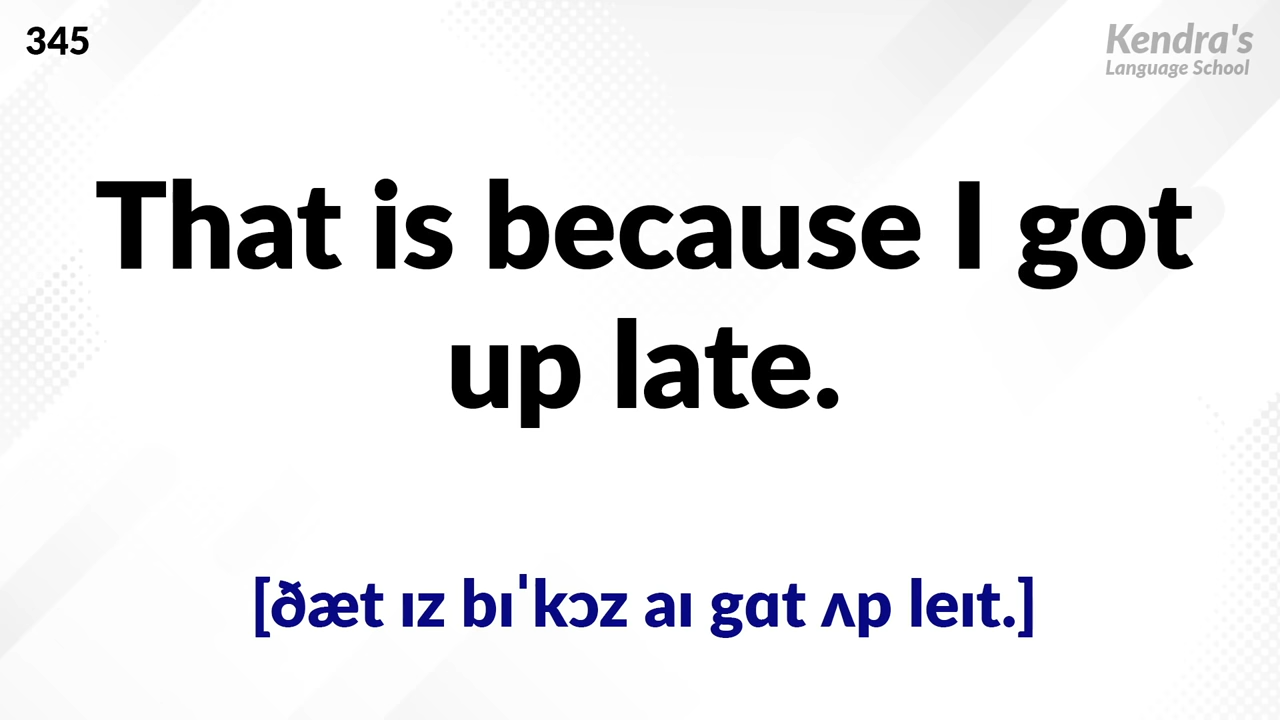 345
Kendra's
Language School
That is because I got
up late.
[ðæt ɪz bɪˈkɔz aɪ gɑt ʌp leɪt.]